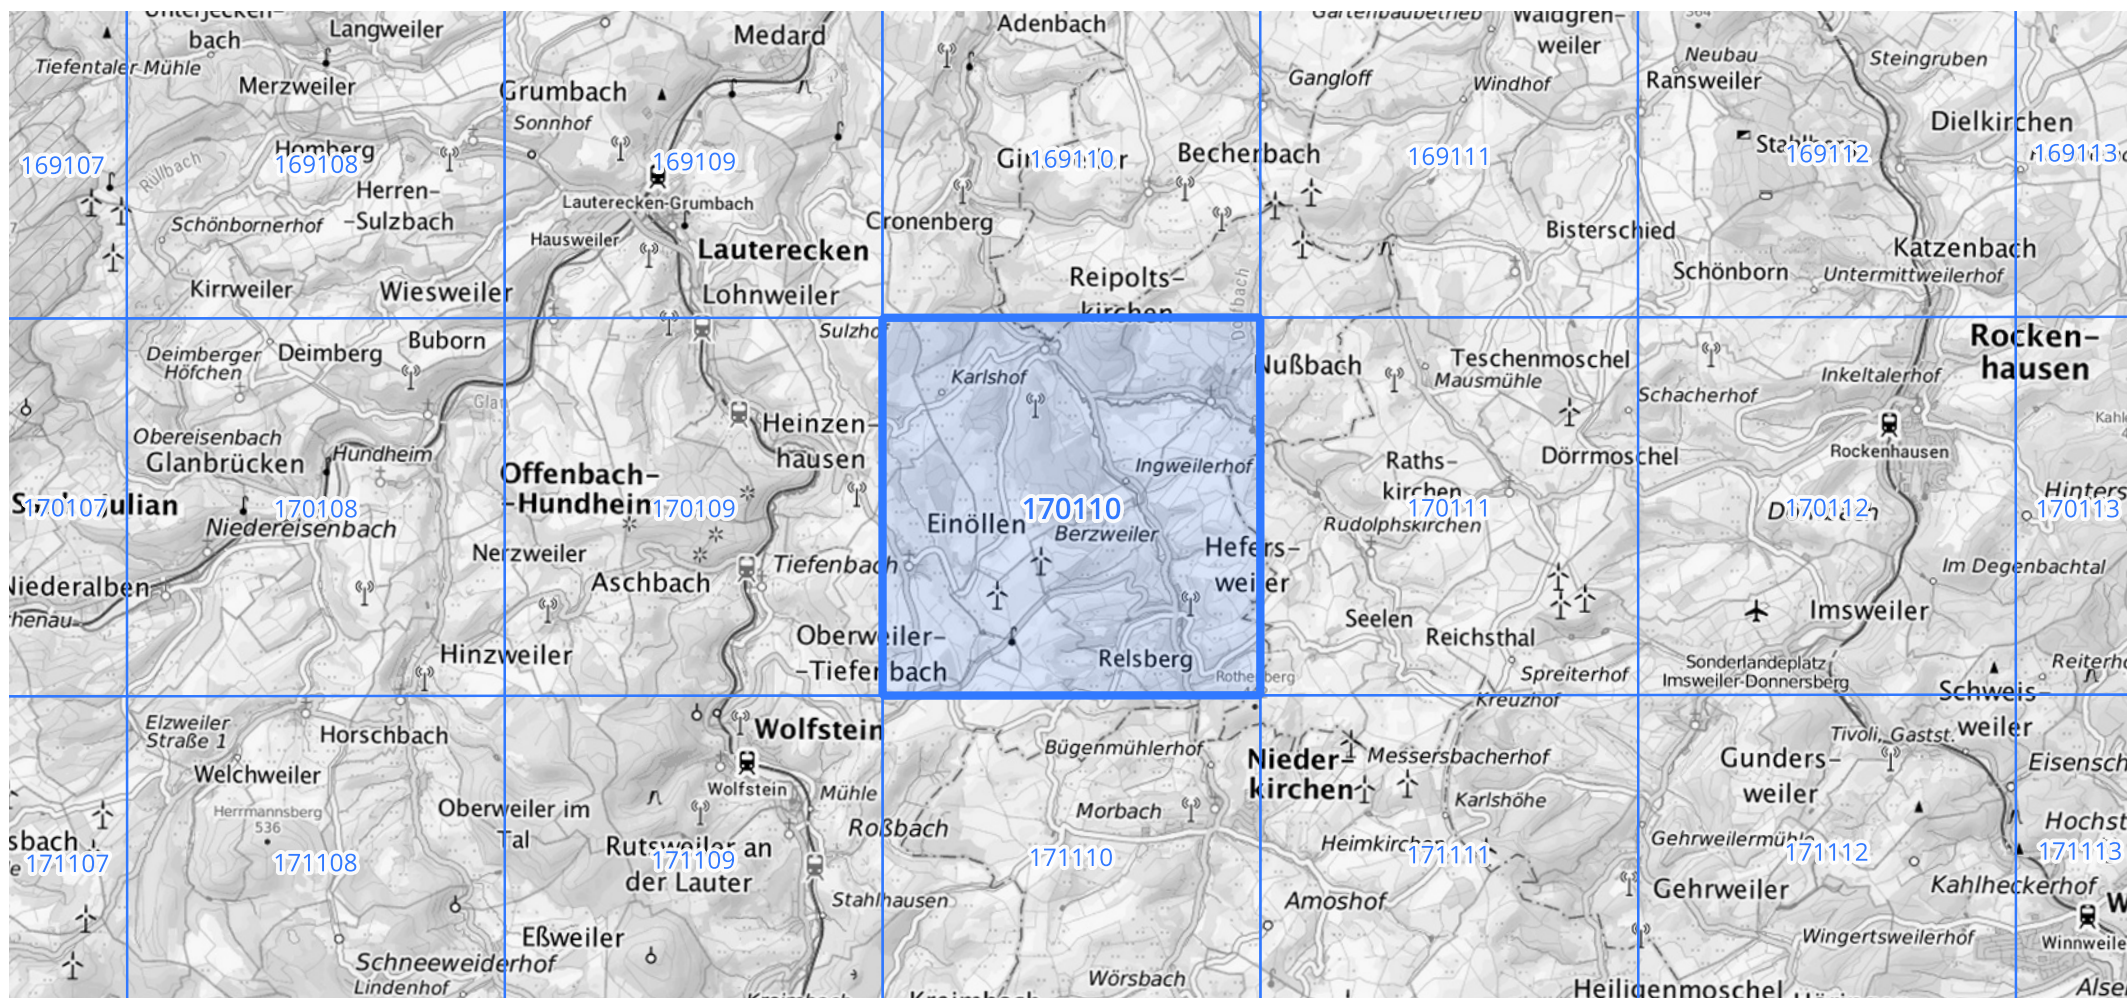 Adenbach
Langweiler
bach
Medard
weiler
Steingruben
Neubau
Tiefentaler Mühle
Gangloff
Windhof
Ransweiler
Merzweiler
Grumbach
Sonnhof
Dielkirchen
Homberg
Becherbach
169107
169108
169109
169110
169111
169112
169113
Rüllbach
Herren-
-Sulzbach
Lauterecken-Grumbach
Schönbornerhof
Cronenberg
Bisterschied
Hausweiler
Lauterecken
Katzenbach
Reipolts-
kirchen
Schönborn
Untermittweilerhof
Kirrweiler
Wiesweiler
Lohnweiler
Rocken-
hausen
Buborn
Deimberger
Höfchen
Deimberg
Nußbach
Teschenmoschel
Mausmühle
Karlshof
Inkeltalerhof
Schacherhof
Glan
Heinzen-
hausen
Obereisenbach
Glanbrücken
Hundheim
Rockenhausen
Dörrmoschel
Raths-
kirchen
Ingweilerhof
Offenbach-
-Hundheim
170107
170108
170109
170110
170111
170112
170113
Niedereisenbach
Einöllen
Berzweiler
Rudolphskirchen
Nerzweiler
Hefers-
weiler
Tiefenbach
Aschbach
Im Degenbachtal
Niederalben
Imsweiler
Seelen
Reichsthal
Oberweiler-
-Tiefenbach
Hinzweiler
Relsberg
Sonderlandeplatz
Imsweiler-Donnersberg
Spreiterhof
Schweis-
weiler
Kreuzhof
Elzweiler
Straße 1
Horschbach
Wolfstein
Bügenmühlerhof
Nieder-
kirchen
Messersbacherhof
Tivoli, Gastst.
Gunders-
weiler
Welchweiler
Wolfstein
Mühle
Karlshöhe
Herrmannsberg
536
Oberweiler im
Tal
Morbach
Roßbach
Rutsweiler an
der Lauter
171107
171108
171109
171110
171111
171112
171113
Gehrweiler
Kahlheckerhof
Stahlhausen
Amoshof
Eßweiler
Wingertsweilerhof
Schneeweiderhof
Lindenhof
Wörsbach
Heiligenmoschel